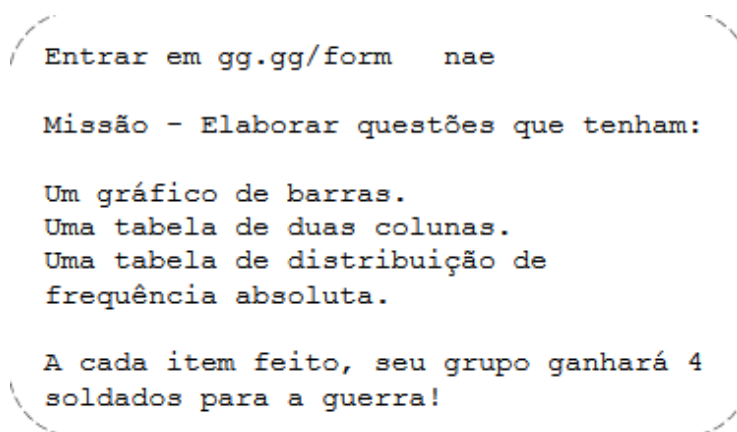 Entrar em gg.gg/form   nae
Missão - Elaborar questões que tenham:
Um gráfico de barras.
Uma tabela de duas colunas.
Uma tabela de distribuição de
frequência absoluta.
A cada item feito, seu grupo ganhará 4
soldados para a guerra!